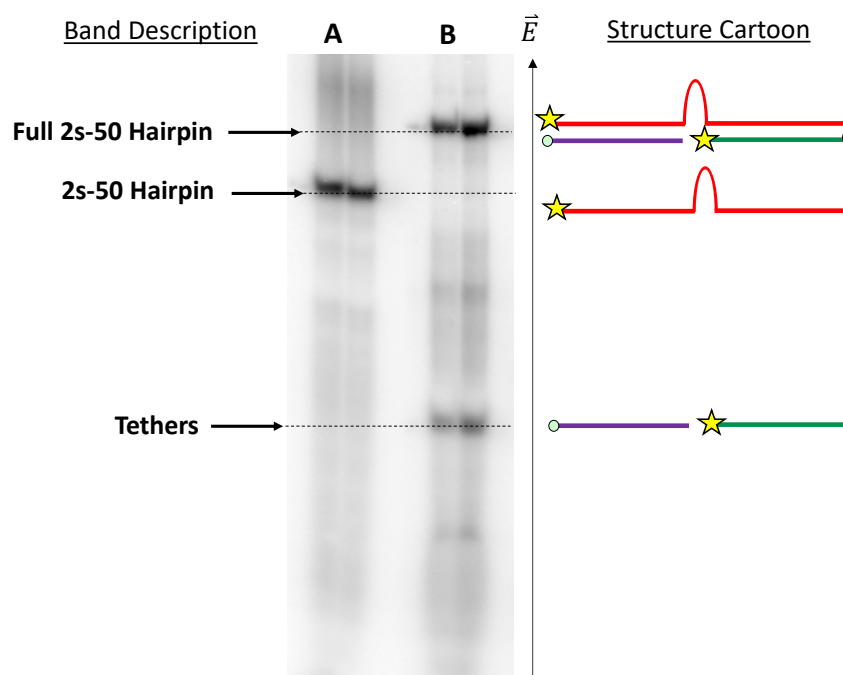 Band Description
A
B
E⃗
Structure Cartoon
Full 2s-50 Hairpin
2s-50 Hairpin
Tethers